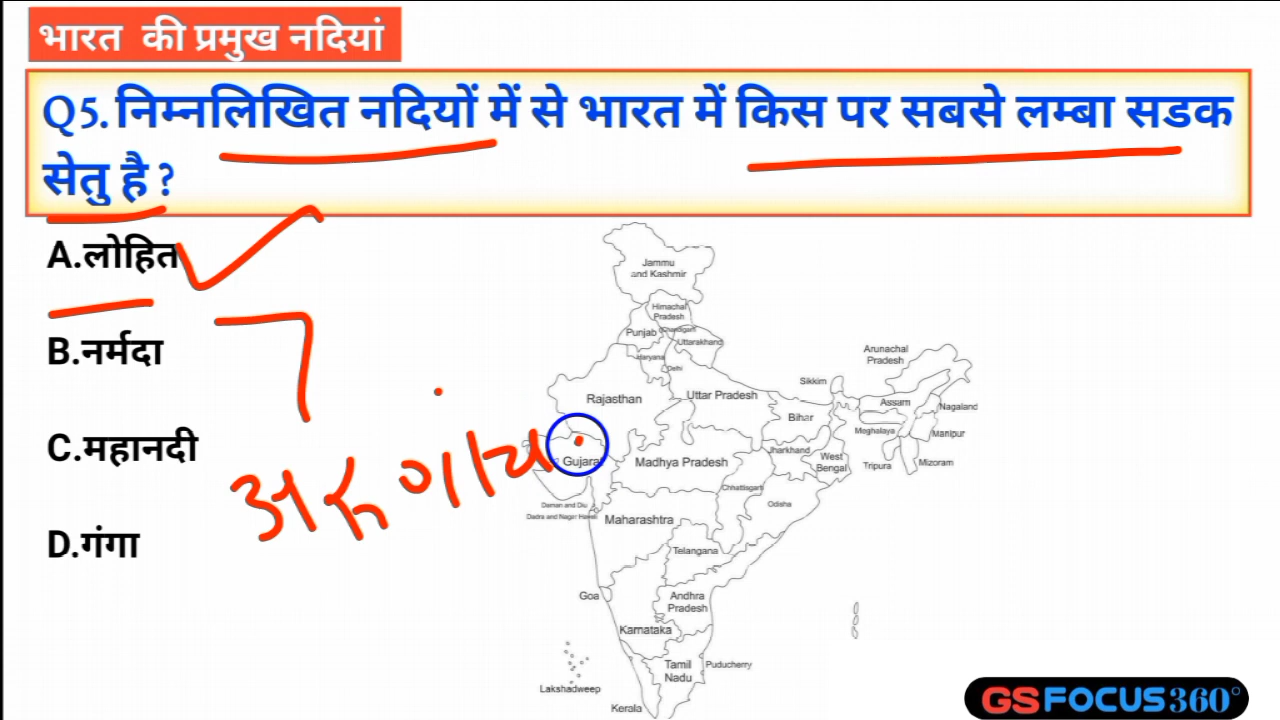 भारत की प्रमुख नदियां
Q5.निम्नलिखित नदियों में से भारत में किस पर सबसे लम्बा सडक
सेतु है ?
A.लोहित
B.नर्मदा
C.महानदी
D.गंगा
Jammu
and Kashmir
Himachal
Pradesh
Punjab
Chandigarh
Uttarakhand
Haryana
Delhi
Arunachal
Pradesh
Sikkim
Rajasthan
Uttar Pradesh
Assam
Nagaland
Bihar
Meghalaya
Manipur
Gujarat
Madhya Pradesh
Jharkhand
West
Bengal
Tripura
Mizoram
Chhattisgarh
Odisha
Daman and Diu
Dadra and Nagar Haveli
Maharashtra
Telangana
Goa
Andhra
Pradesh
Karnataka
Tamil
Nadu
Puducherry
Lakshadweep
Kerala
GSFOCUS360°